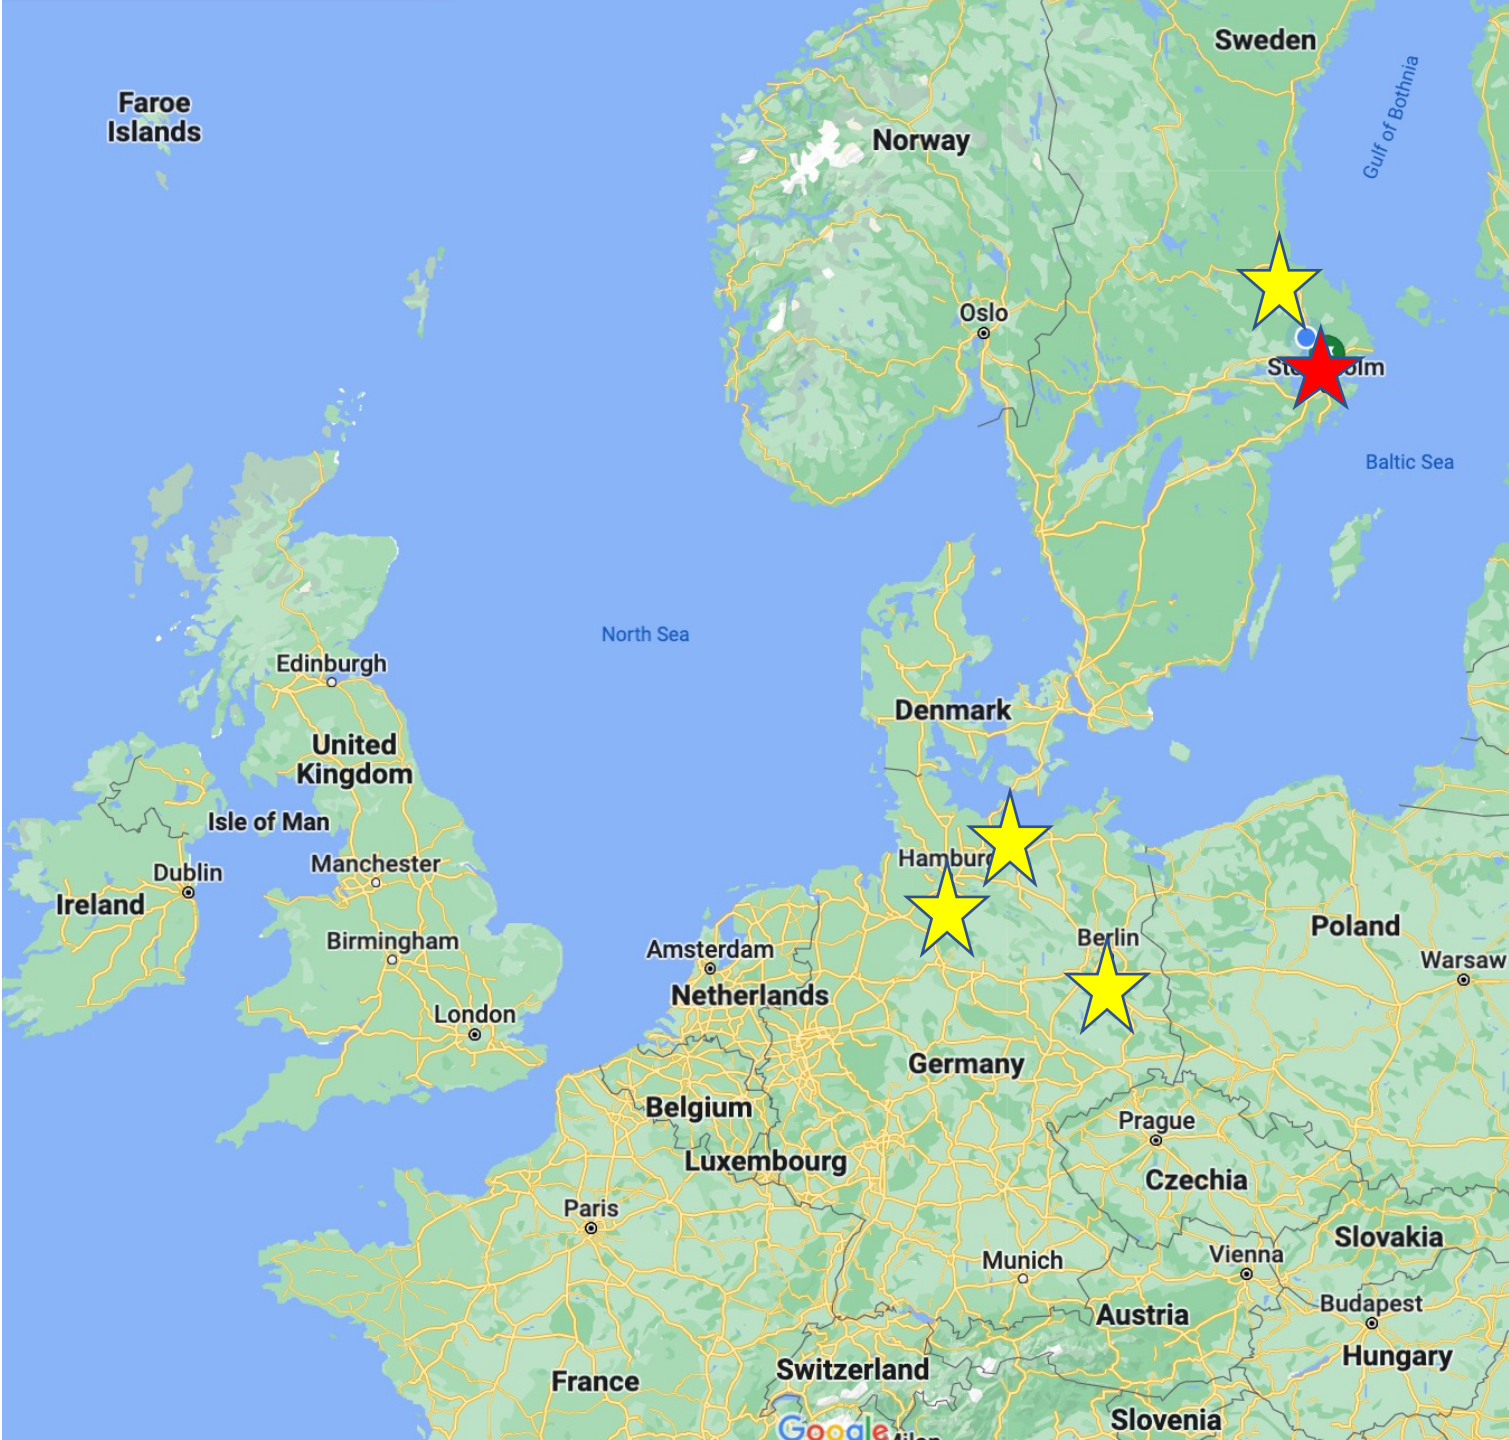 Sweden
Faroe
Islands
Gulf of Bothnia
Norway
Oslo
Baltic Sea
North Sea
Edinburgh
Denmark
United
Kingdom
Isle of Man
Hamburg
Manchester
Dublin
Ireland
Poland
Berlin
Birmingham
Amsterdam
Warsaw
Netherlands
London
Germany
Belgium
Prague
Luxembourg
Czechia
Paris
Slovakia
Vienna
Munich
Budapest
Austria
Hungary
Switzerland
France
Slovenia
Google